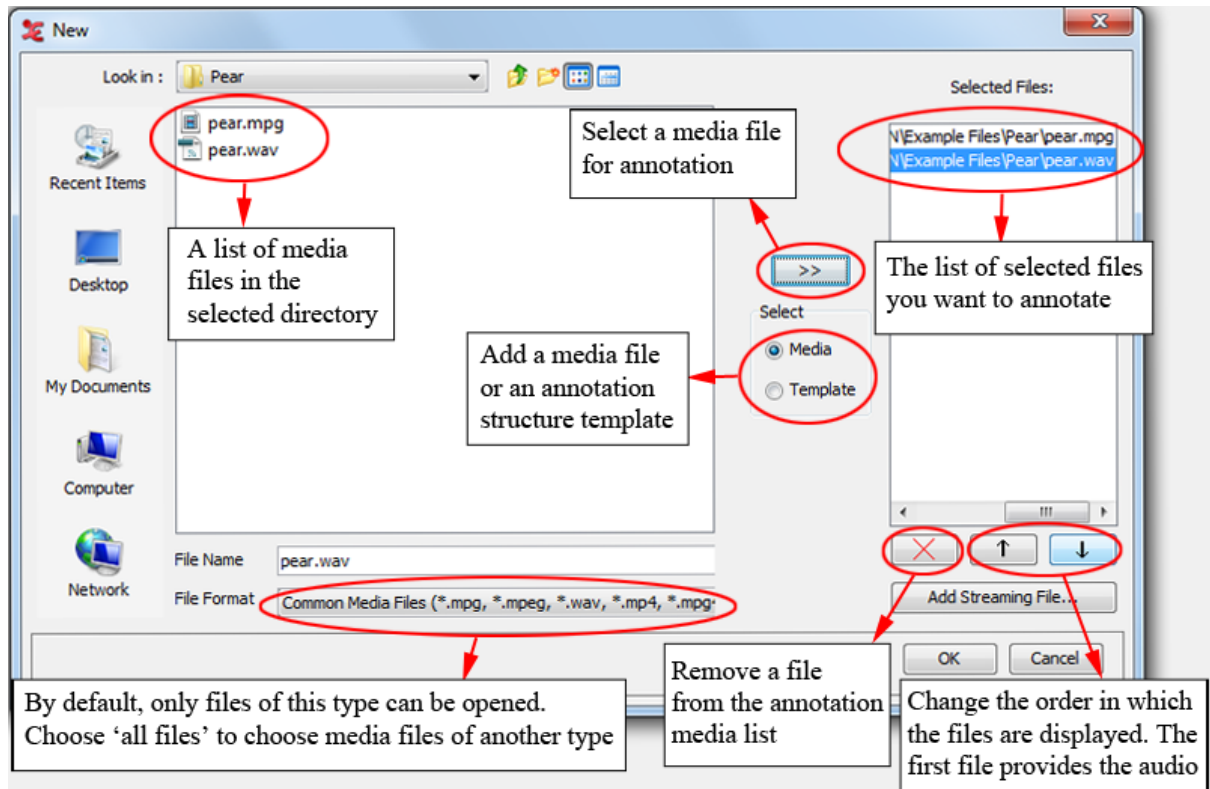 New
Look in :
Pear
Selected Files:
pear.mpg
pear.wav
Recent Items
Desktop
My Documents
Computer
Network
A list of media
files in the
selected directory
Select a media file
for annotation
>>
Select
Media
Template
Add a media file
or an annotation
structure template
\Example Files\Pear\pear.mpg
\Example Files\Pear\pear.wav
The list of selected files
you want to annotate
File Name
pear.wav
File Format
Common Media Files (*.mpg, *.mpeg, *.wav, *.mp4, *.mpg
Add Streaming File...
OK
Cancel
By default, only files of this type can be opened.
Choose ‘all files’ to choose media files of another type
Remove a file
from the annotation
media list
Change the order in which
the files are displayed. The
first file provides the audio